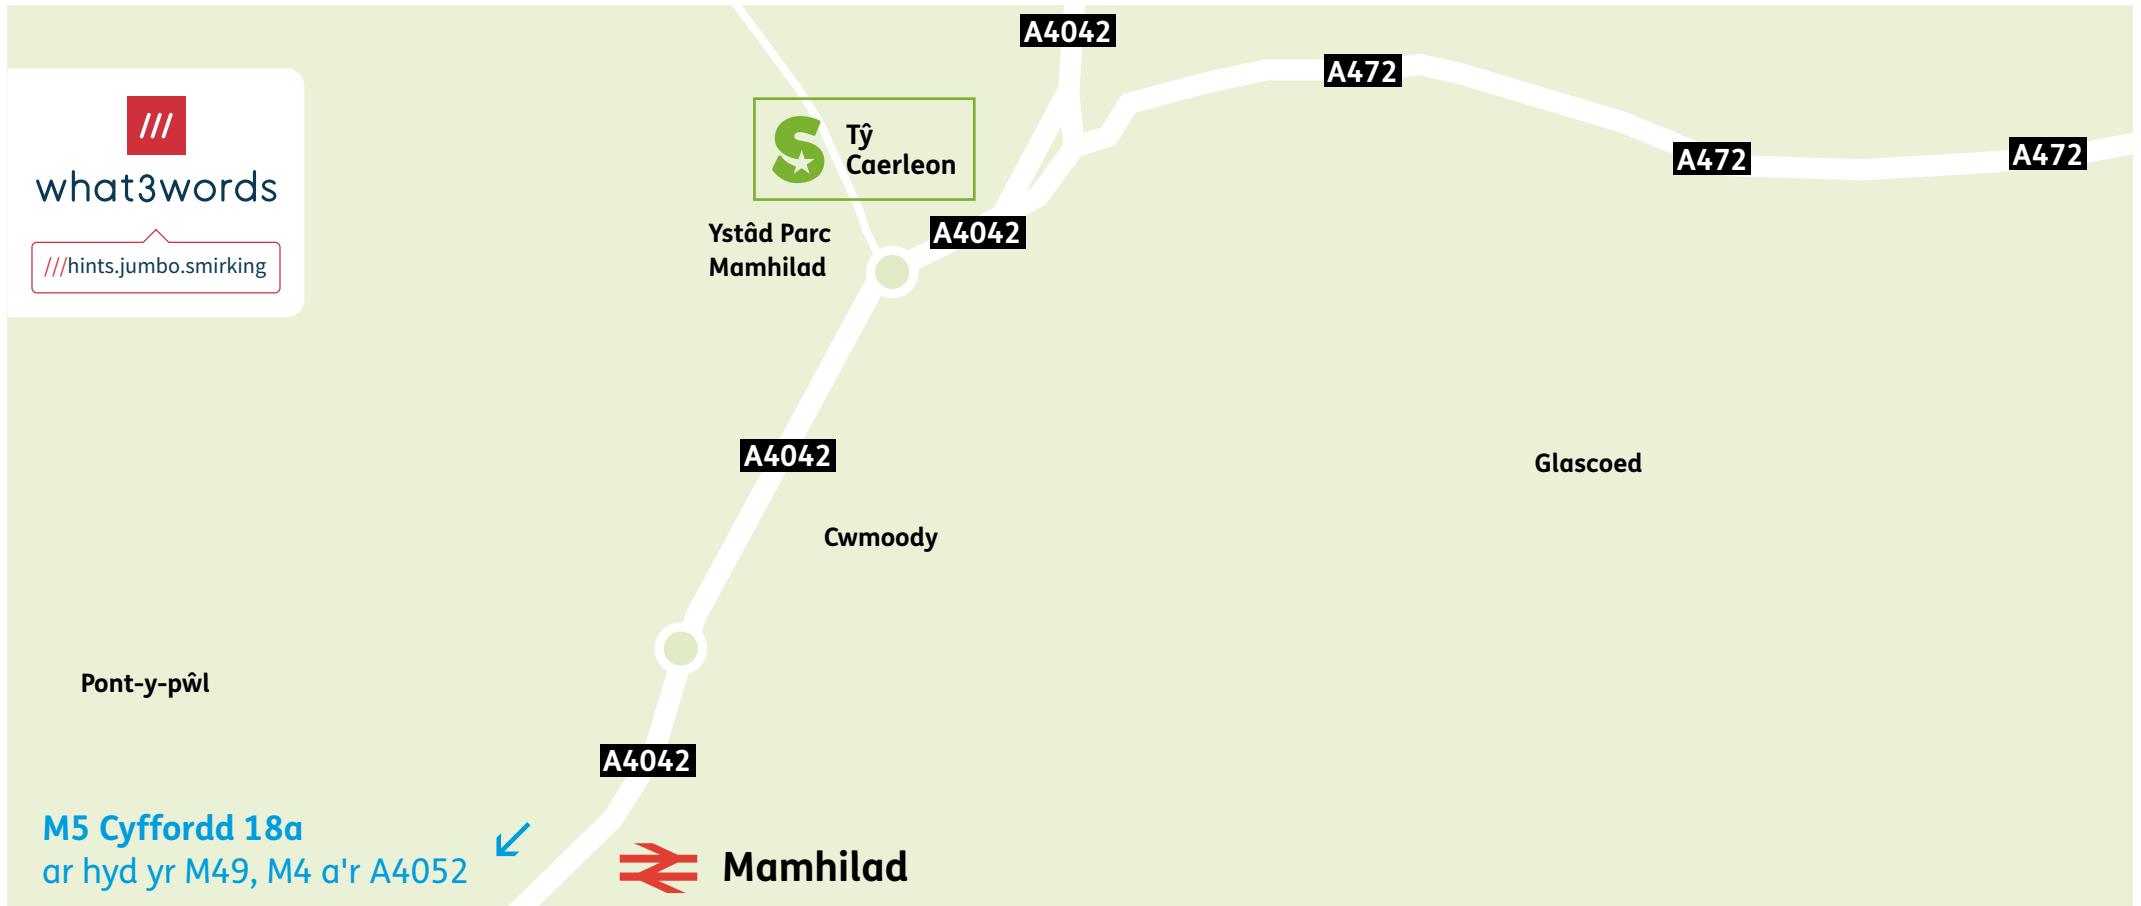 A4042
A472
what3words
///hints.jumbo.smirking
Tŷ
Caerleon
A472
A472
Ystâd Parc
Mamhilad
A4042
A4042
Glascoed
Cwmoody
Pont-y-pŵl
A4042
M5 Cyffordd 18a
ar hyd yr M49, M4 a'r A4052
Mamhilad